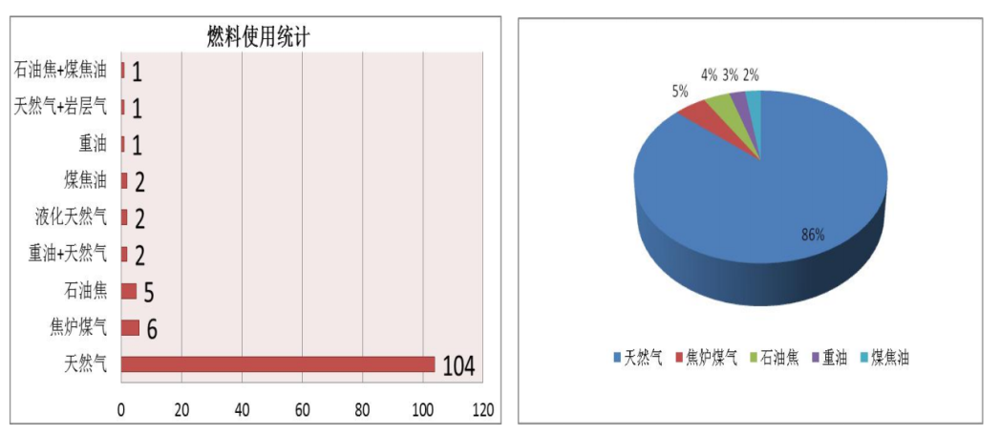 燃料使用统计
石油焦+煤焦油 1
天然气+岩层气 1
重油 1
煤焦油 2
液化天然气 2
重油+天然气 2
石油焦 5
焦炉煤气 6
天然气 104
0 20 40 60 80 100 120
5% 4% 3% 2%
86%
天然气 焦炉煤气 石油焦 重油 煤焦油